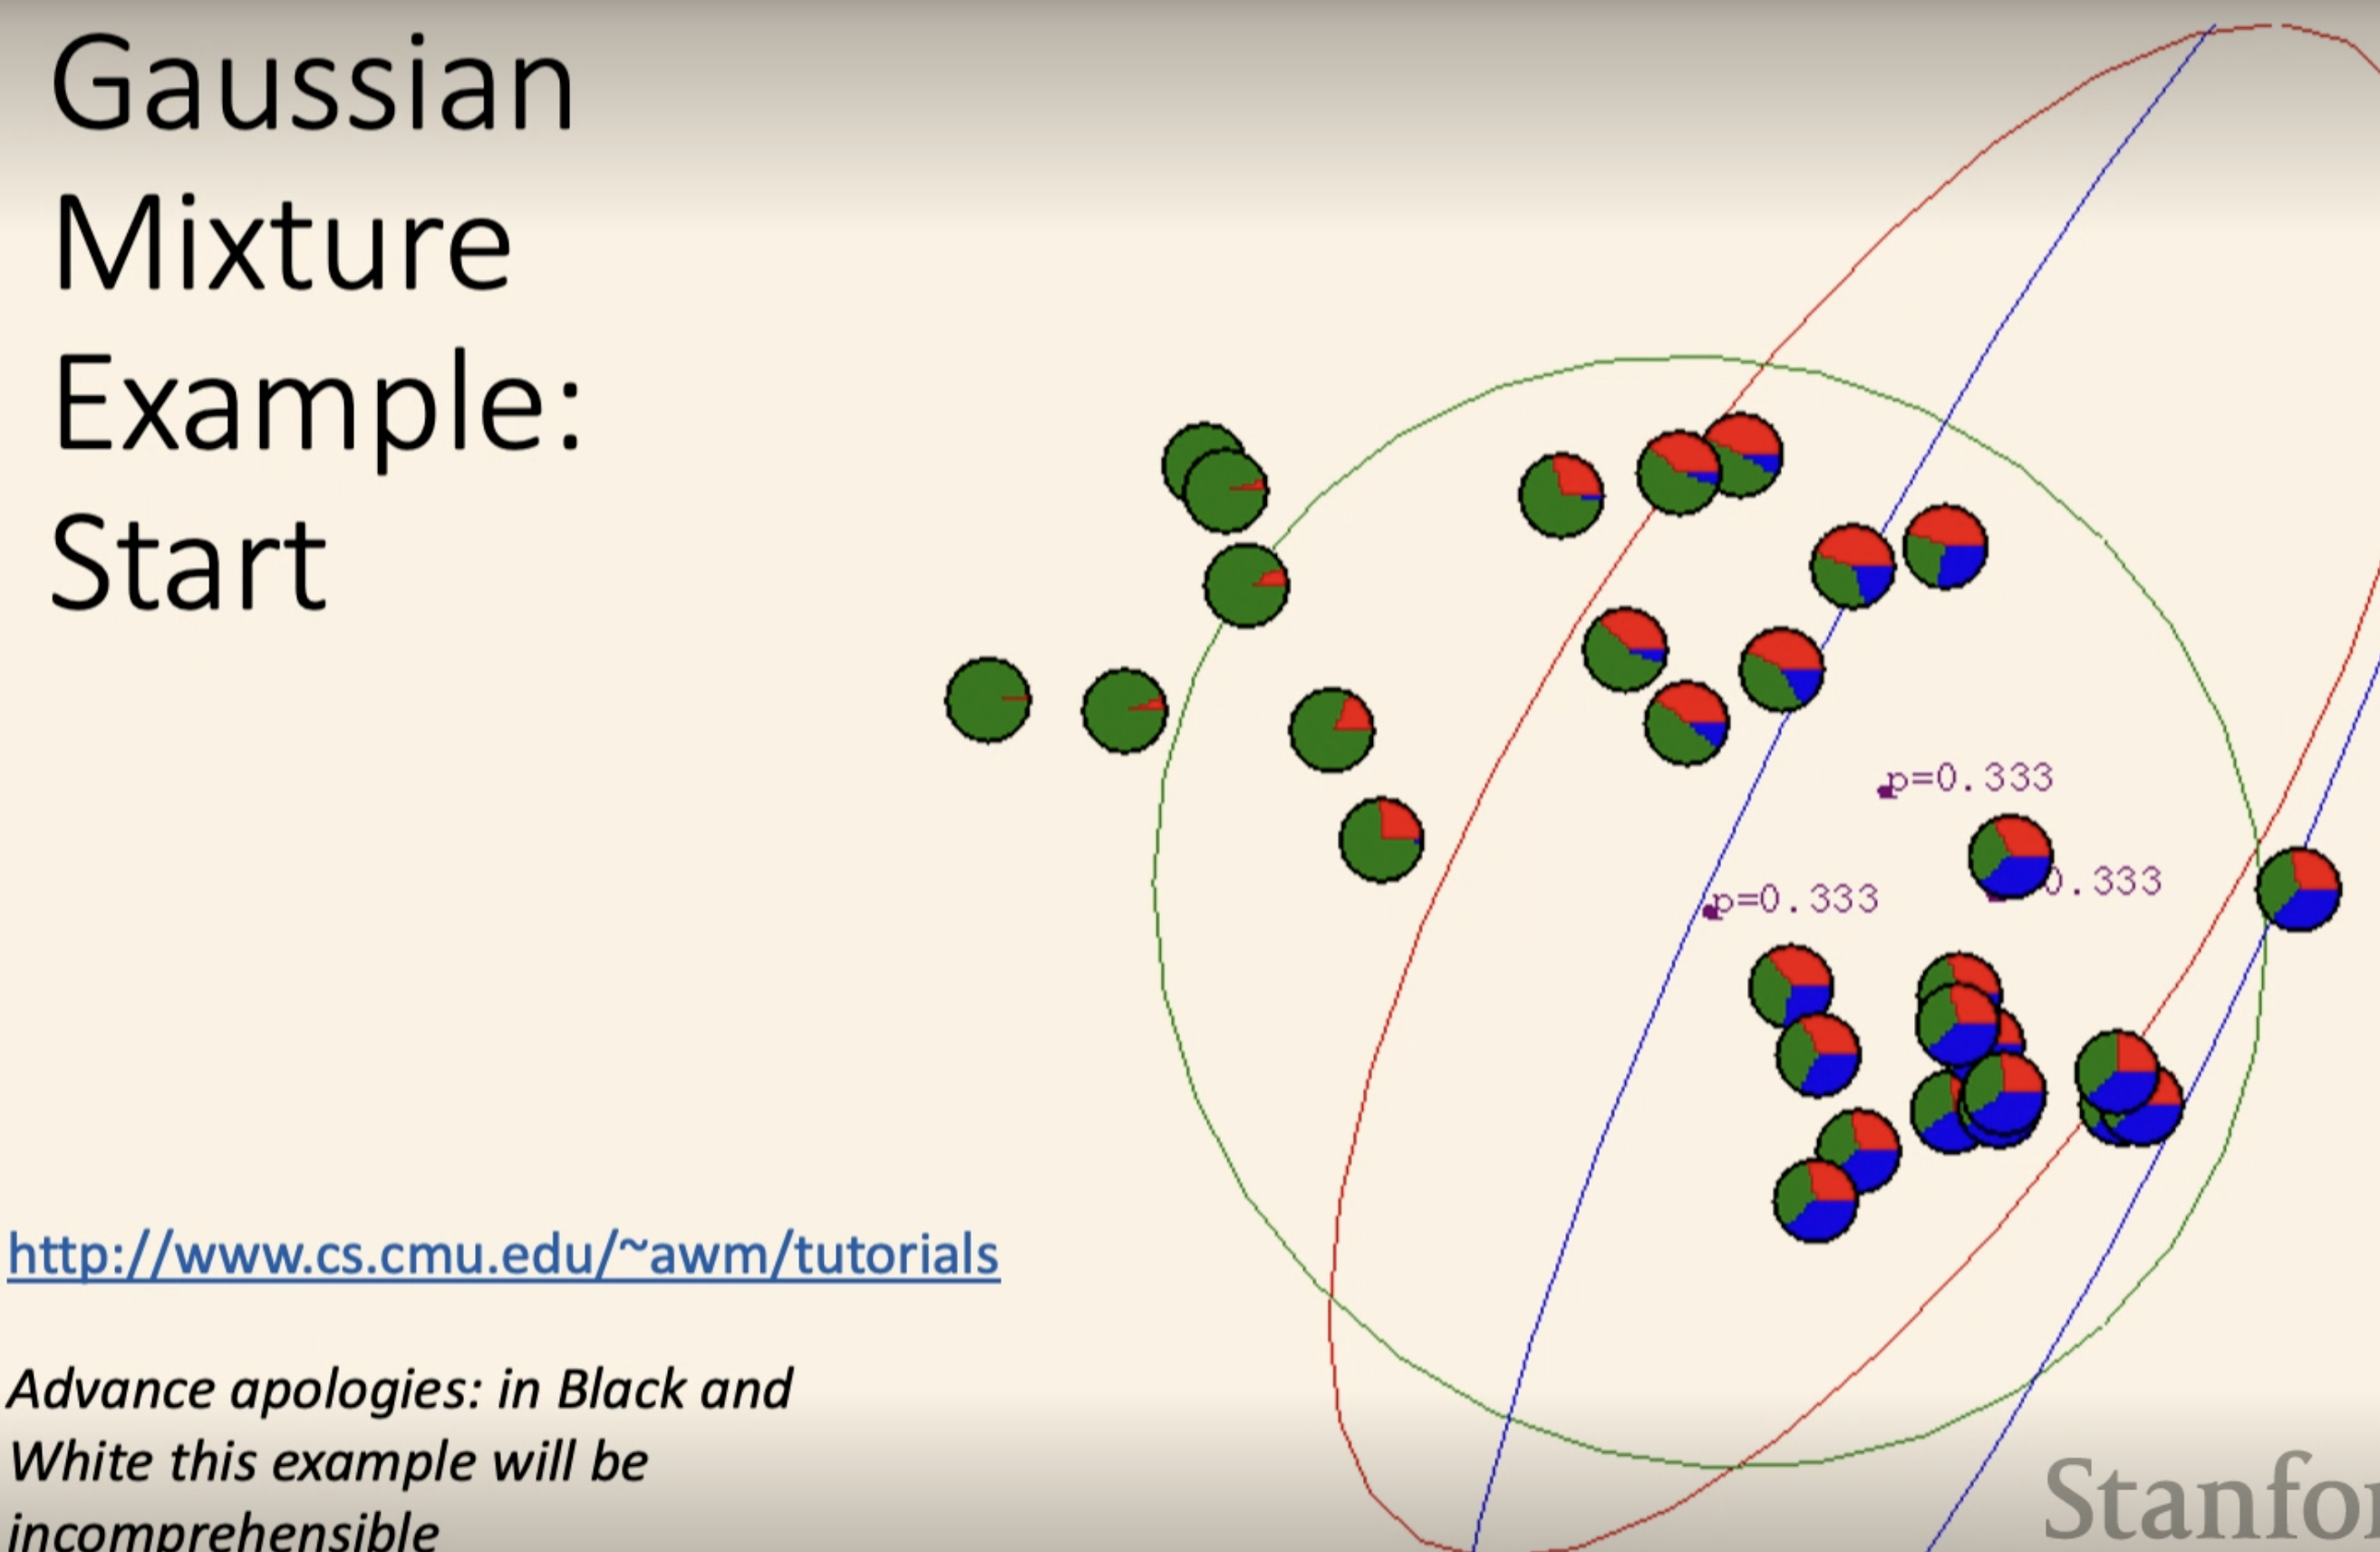 Gaussian
Mixture
Example:
Start
p=0.333
0.333
p=0.333
http://www.cs.cmu.edu/~awm/tutorials
Advance apologies: in Black and
White this example will be
incomprehensible
Stanfo